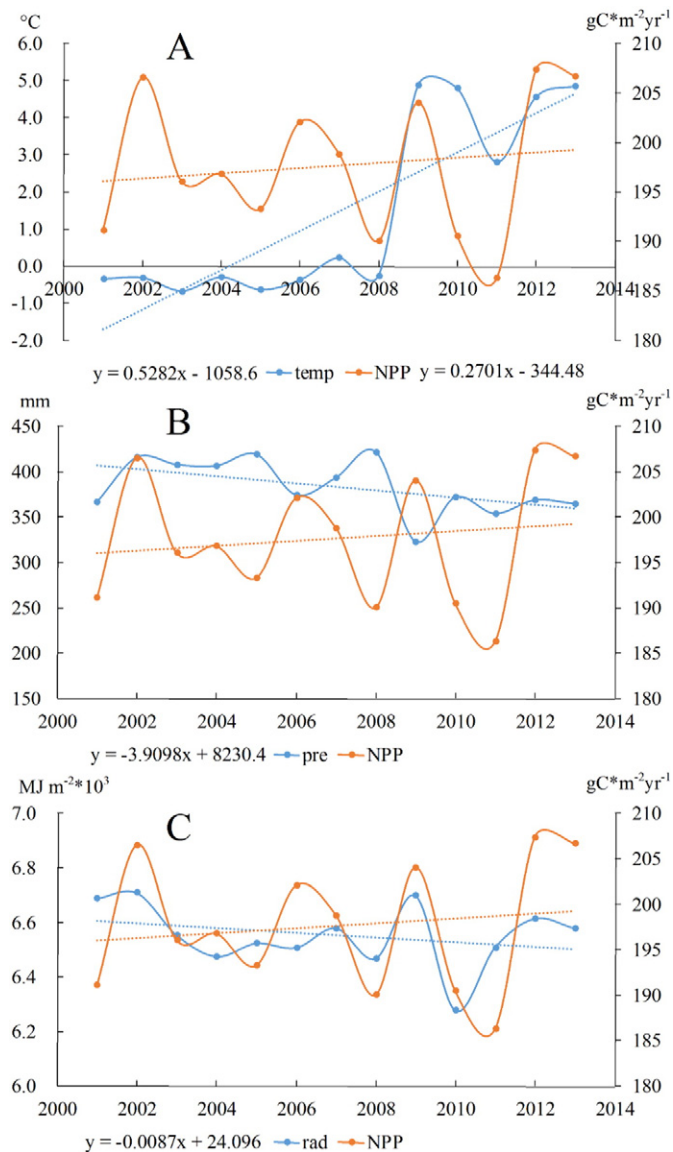 °C gC*m⁻²yr⁻¹
A
6.0 210
5.0 205
4.0
3.0 200
2.0 195
1.0 190
0.0
2000 2002 2004 2006 2008 2010 2012 2014
-1.0 185
-2.0 180
y = 0.5282x - 1058.6 temp NPP y = 0.2701x - 344.48
mm gC*m⁻²yr⁻¹
B
450 210
400 205
350 200
300 195
250 190
200 185
150 180
2000 2002 2004 2006 2008 2010 2012 2014
y = -3.9098x + 8230.4 pre NPP
MJ m⁻²*10³ gC*m⁻²yr⁻¹
C
7.0 210
6.8 205
6.6 200
6.4 195
6.2 190
6.0 185
180
2000 2002 2004 2006 2008 2010 2012 2014
y = -0.0087x + 24.096 rad NPP